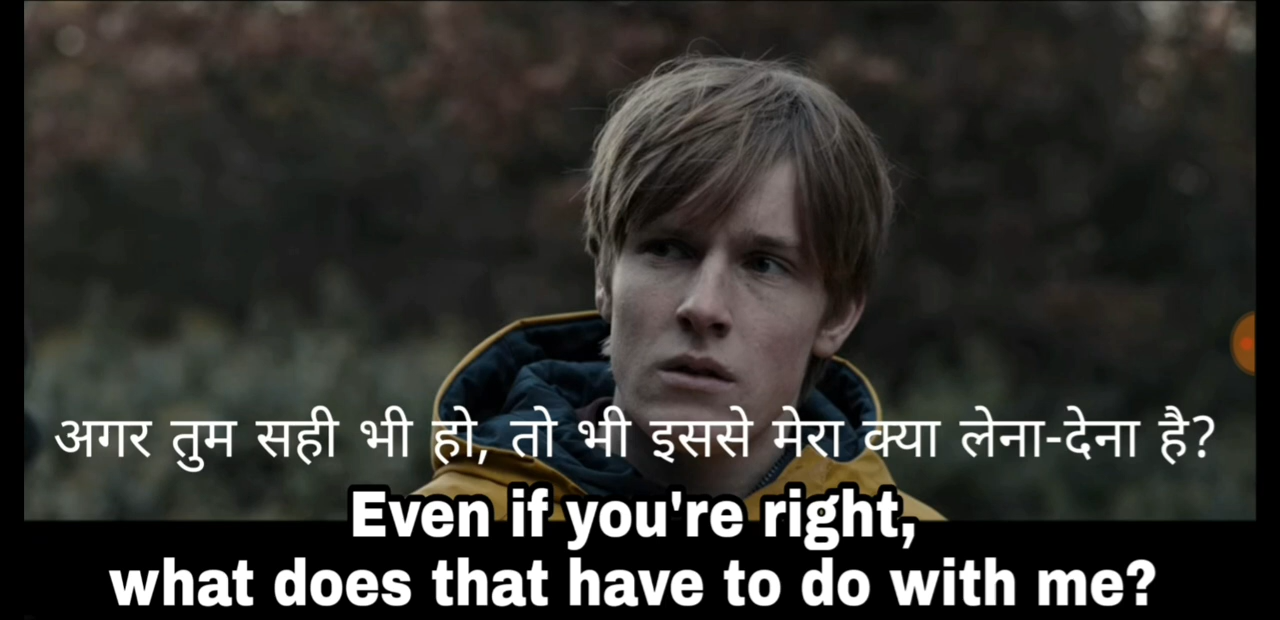 अगर तुम सही भी हो, तो भी इससे मेरा क्या लेना-देना है?
Even if you're right,
what does that have to do with me?